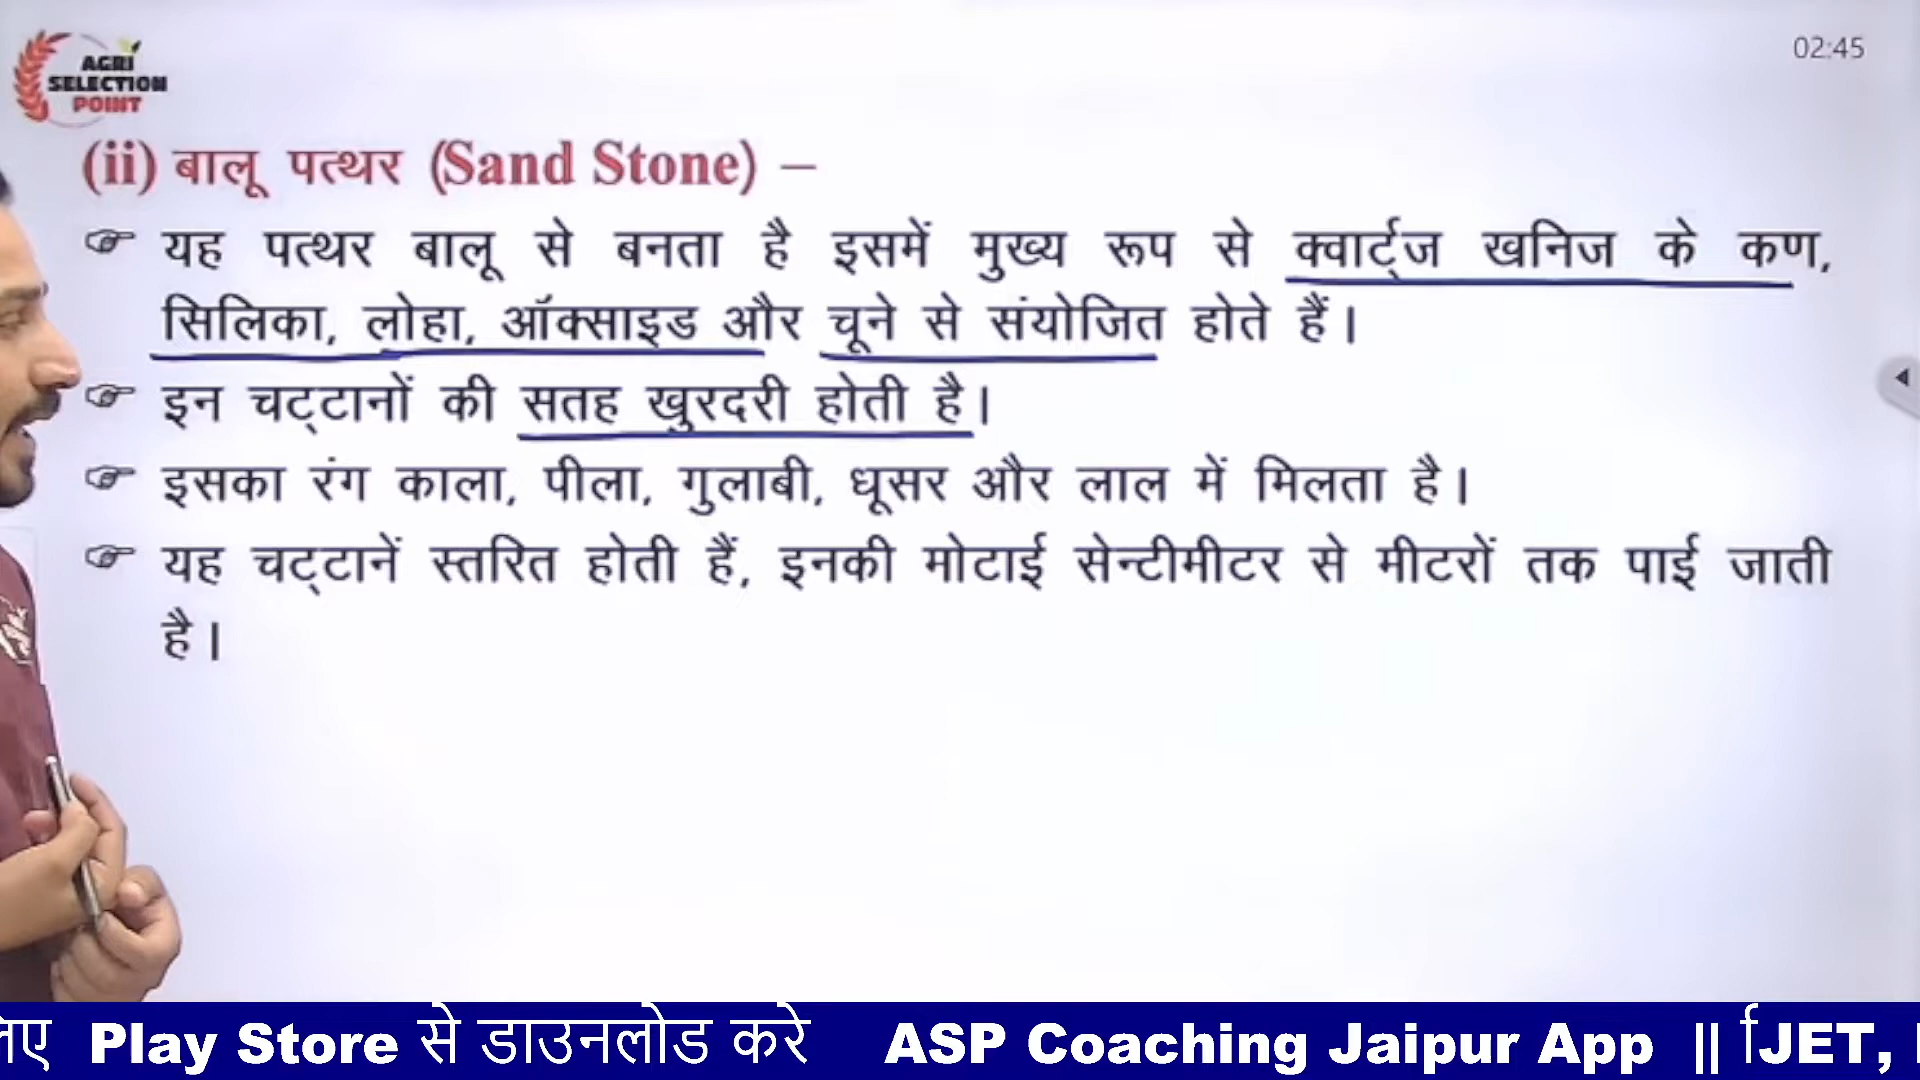 AGRI
SELECTION
POINT
02:45
(ii) बालू पत्थर (Sand Stone) –
☞ यह पत्थर बालू से बनता है इसमें मुख्य रूप से क्वार्ट्ज खनिज के कण,
सिलिका, लोहा, ऑक्साइड और चूने से संयोजित होते हैं।
☞ इन चट्टानों की सतह खुरदरी होती है।
☞ इसका रंग काला, पीला, गुलाबी, धूसर और लाल में मिलता है।
☞ यह चट्टानें स्तरित होती हैं, इनकी मोटाई सेन्टीमीटर से मीटरों तक पाई जाती
है।
Play Store से डाउनलोड करे ASP Coaching Jaipur App || JET,